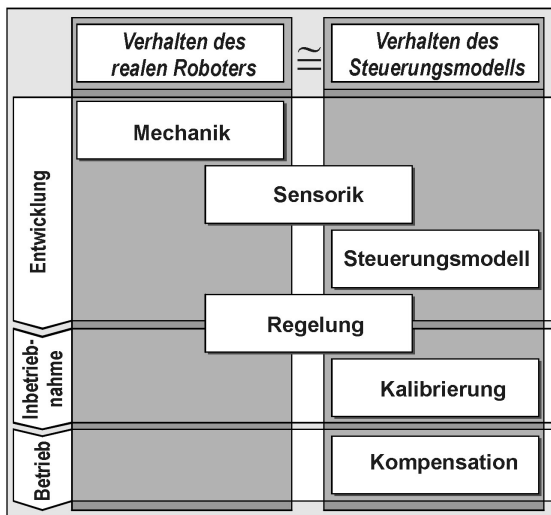 Verhalten des
realen Roboters
≅
Verhalten des
Steuerungsmodells
Entwicklung
Mechanik
Sensorik
Steuerungsmodell
Regelung
Inbetrieb-
nahme
Kalibrierung
Betrieb
Kompensation